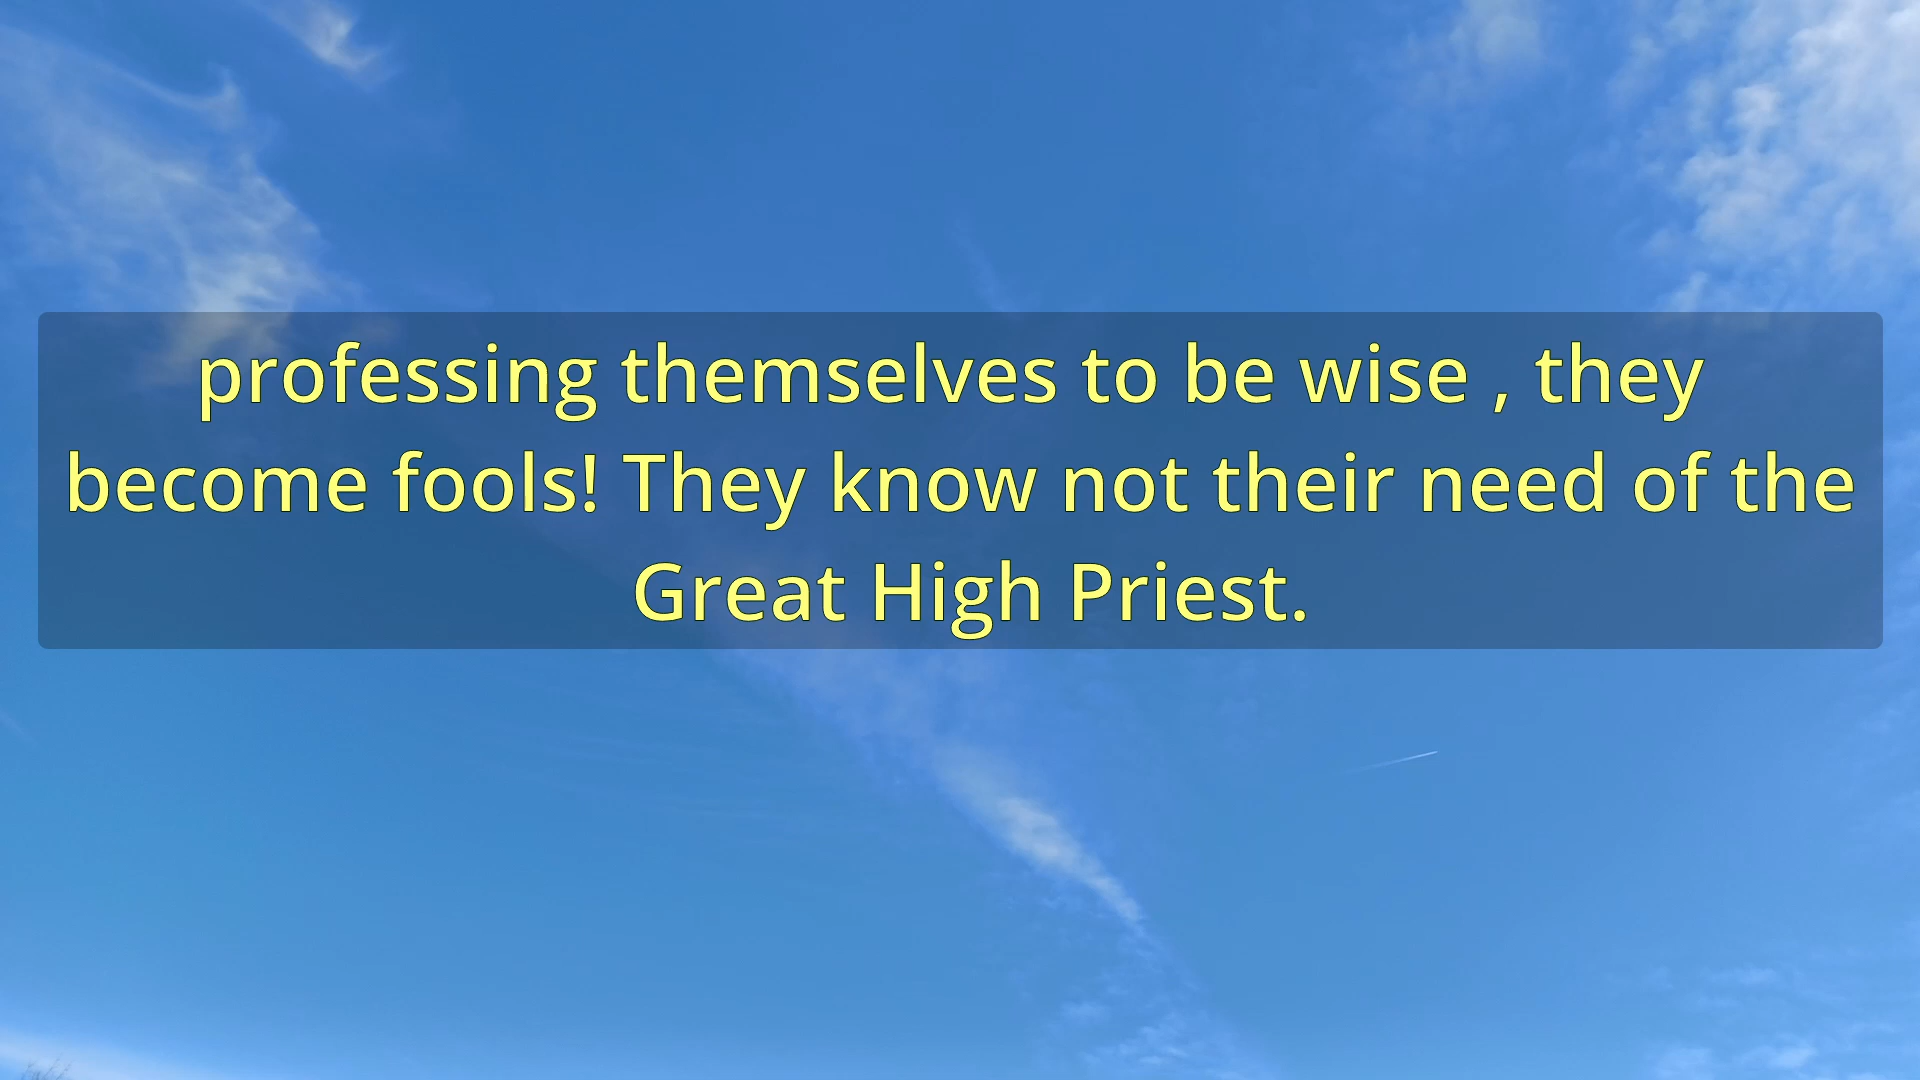 professing themselves to be wise , they
become fools! They know not their need of the
Great High Priest.